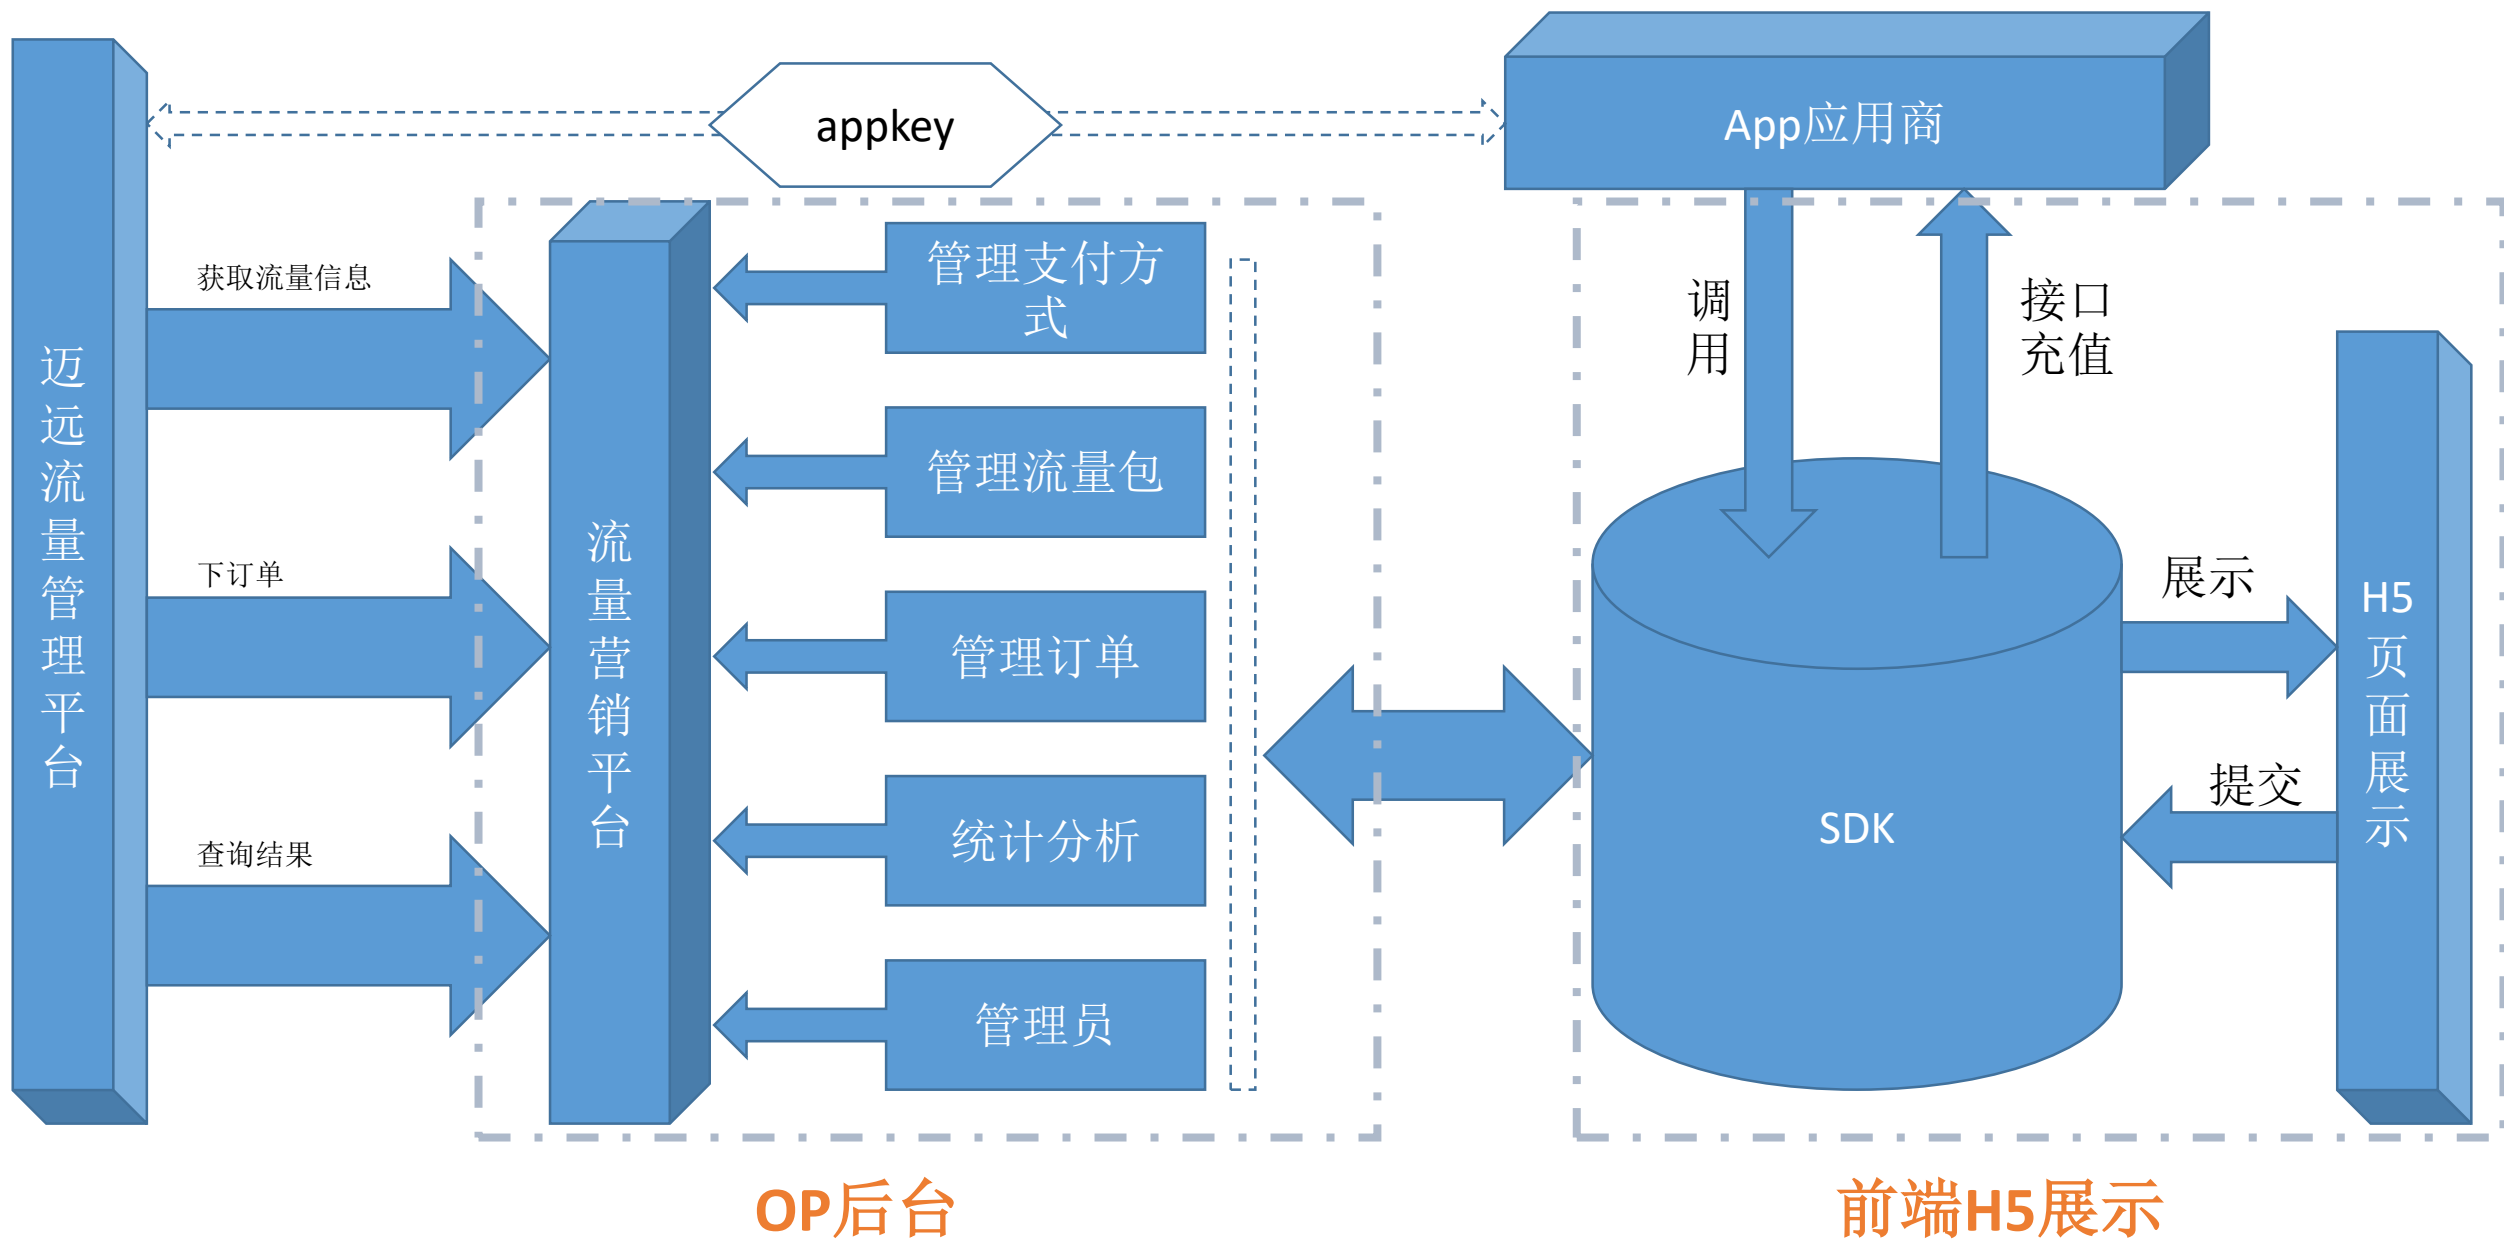 appkey
App应用商
迈远流量管理平台
获取流量信息
下订单
查询结果
流量营销平台
管理支付方
式
管理流量包
管理订单
统计分析
管理员
调
用
接口
充值
SDK
展示
提交
H5
页面展示
OP后台
前端H5展示